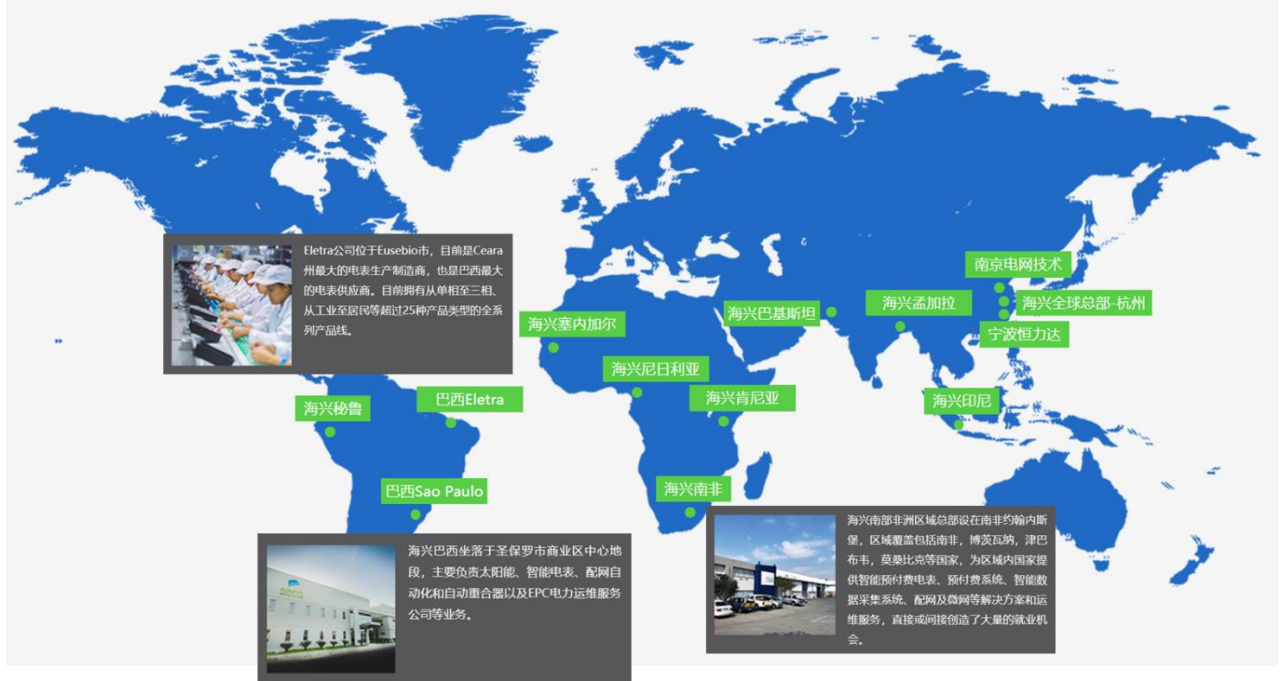 Eletra公司位于Eusebio市，目前是Ceara
州最大的电表生产制造商，也是巴西最大
的电表供应商。目前拥有从单相至三相、
从工业至居民等超过25种产品类型的全系
列产品线。
南京电网技术
海兴孟加拉
海兴全球总部-杭州
海兴巴基斯坦
海兴塞内加尔
宁波恒力达
海兴尼日利亚
海兴肯尼亚
巴西Eletra
海兴印尼
海兴秘鲁
巴西Sao Paulo
海兴南非
海兴南部非洲区域总部设在南非约翰内斯
堡，区域覆盖包括南非，博茨瓦纳，津巴
布韦，莫桑比克等国家，为区域内国家提
供智能预付费电表、预付费系统、智能数
据采集系统、配网及微网等解决方案和运
维服务，直接或间接创造了大量的就业机
会。
海兴巴西坐落于圣保罗市商业区中心地
段，主要负责太阳能、智能电表、配网自
动化和自动重合器以及EPC电力运维服务
公司等业务。